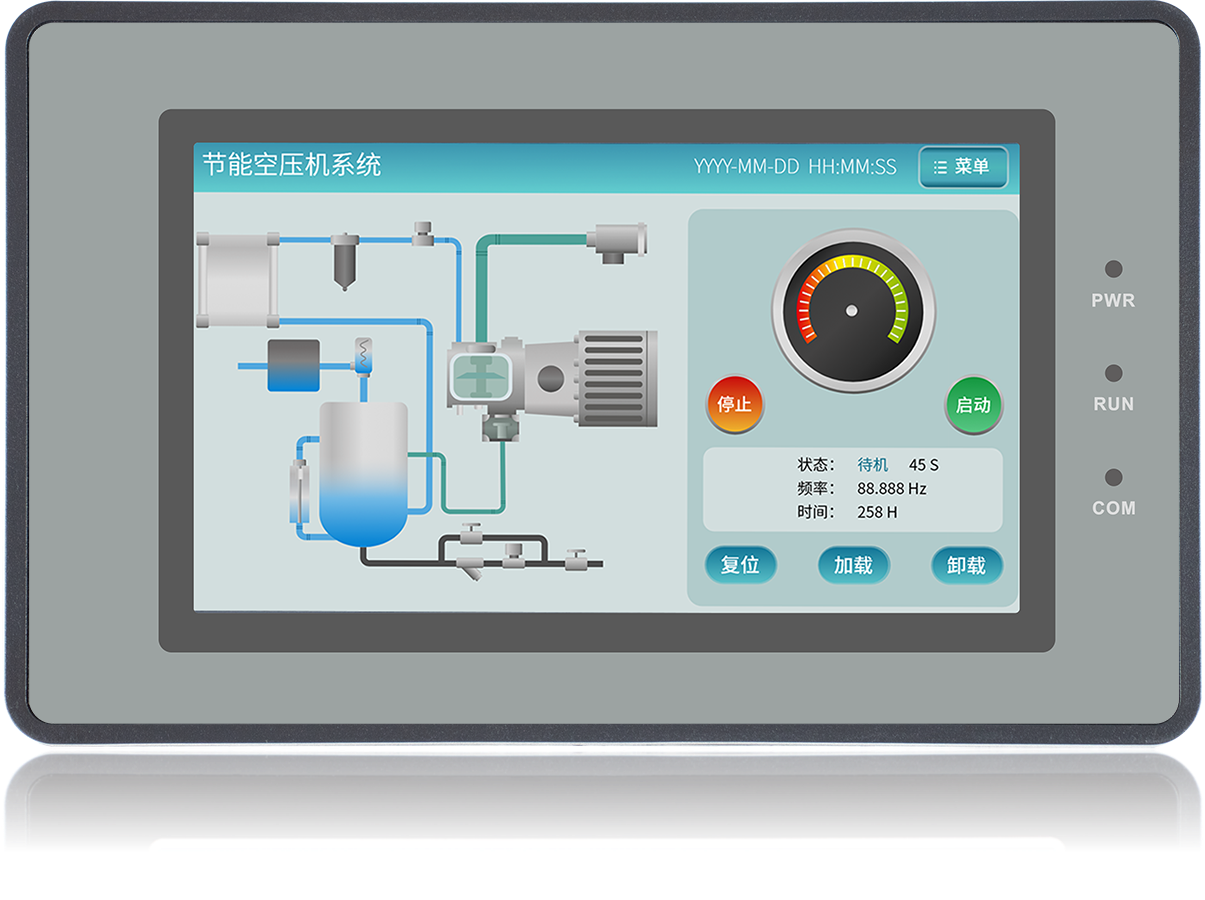 节能空压机系统
YYYY-MM-DD HH:MM:SS
菜单
停止
启动
状态: 待机 45 S
频率: 88.888 Hz
时间: 258 H
复位
加载
卸载
PWR
RUN
COM